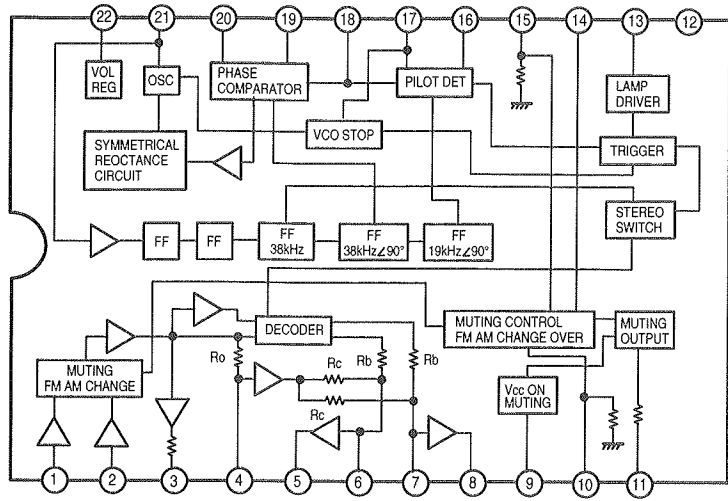 22 21 20 19 18 17 16 15 14 13 12
VOL
REG
OSC
PHASE
COMPARATOR
PILOT DET
LAMP
DRIVER
VCO STOP
TRIGGER
SYMMETRICAL
REOCTANCE
CIRCUIT
STEREO
SWITCH
FF
FF
FF
38kHz
FF
38kHz∠90°
FF
19kHz∠90°
DECODER
MUTING CONTROL
FM AM CHANGE OVER
MUTING
OUTPUT
MUTING
FM AM CHANGE
Ro
Rc
Rb
Rb
Rc
Vcc ON
MUTING
1 2 3 4 5 6 7 8 9 10 11